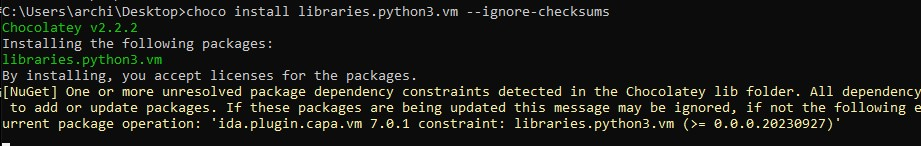 C:\Users\archi\Desktop>choco install libraries.python3.vm --ignore-checksums
Chocolatey v2.2.2
Installing the following packages:
libraries.python3.vm
By installing, you accept licenses for the packages.
[NuGet] One or more unresolved package dependency constraints detected in the Chocolatey lib folder. All dependency
to add or update packages. If these packages are being updated this message may be ignored, if not the following e
urrent package operation: 'ida.plugin.capa.vm 7.0.1 constraint: libraries.python3.vm (>= 0.0.0.20230927)'